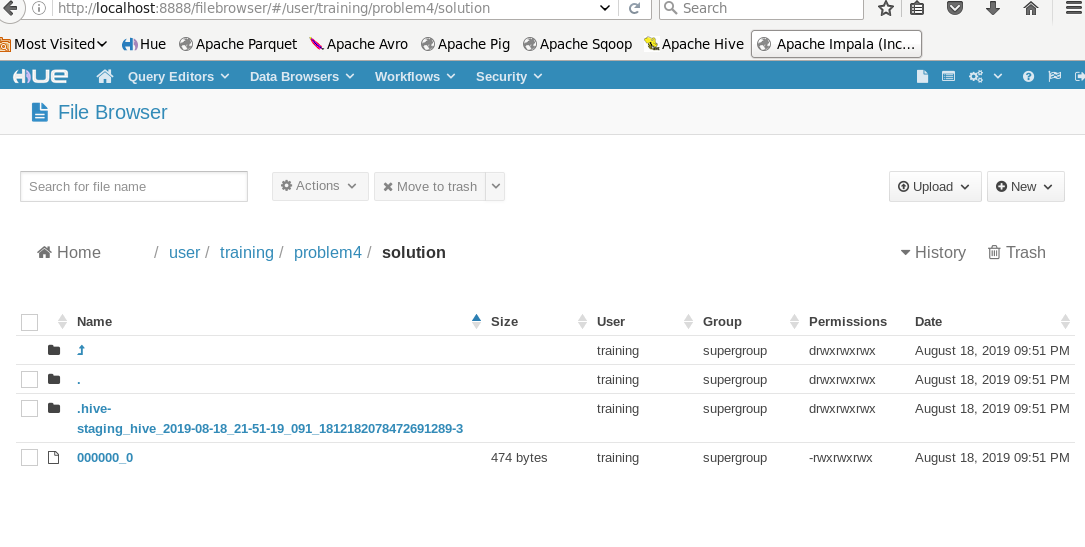 http://localhost:8888/filebrowser/#/user/training/problem4/solution Search
Most Visited Hue Apache Parquet Apache Avro Apache Pig Apache Sqoop Apache Hive Apache Impala (Inc...
HUE Query Editors Data Browsers Workflows Security
File Browser
Search for file name Actions Move to trash Upload New
Home / user / training / problem4 / solution History Trash
Name Size User Group Permissions Date
training supergroup drwxrwxrwx August 18, 2019 09:51 PM
. training supergroup drwxrwxrwx August 18, 2019 09:51 PM
.hive- training supergroup drwxrwxrwx August 18, 2019 09:51 PM
staging_hive_2019-08-18_21-51-19_091_1812182078472691289-3
000000_0 474 bytes training supergroup -rwxrwxrwx August 18, 2019 09:51 PM